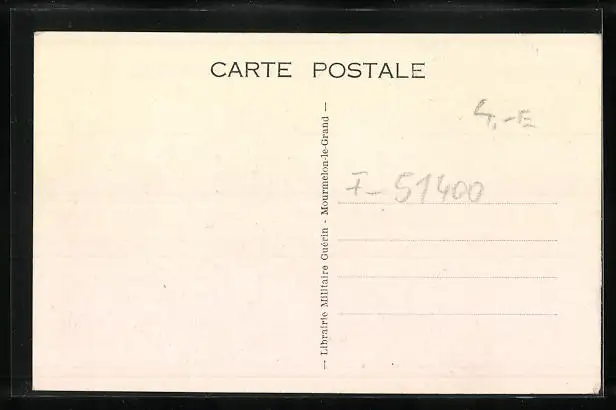 CARTE POSTALE
— Librairie Militaire Guérin - Mourmelon-le-Grand —
4,-E
F-51400